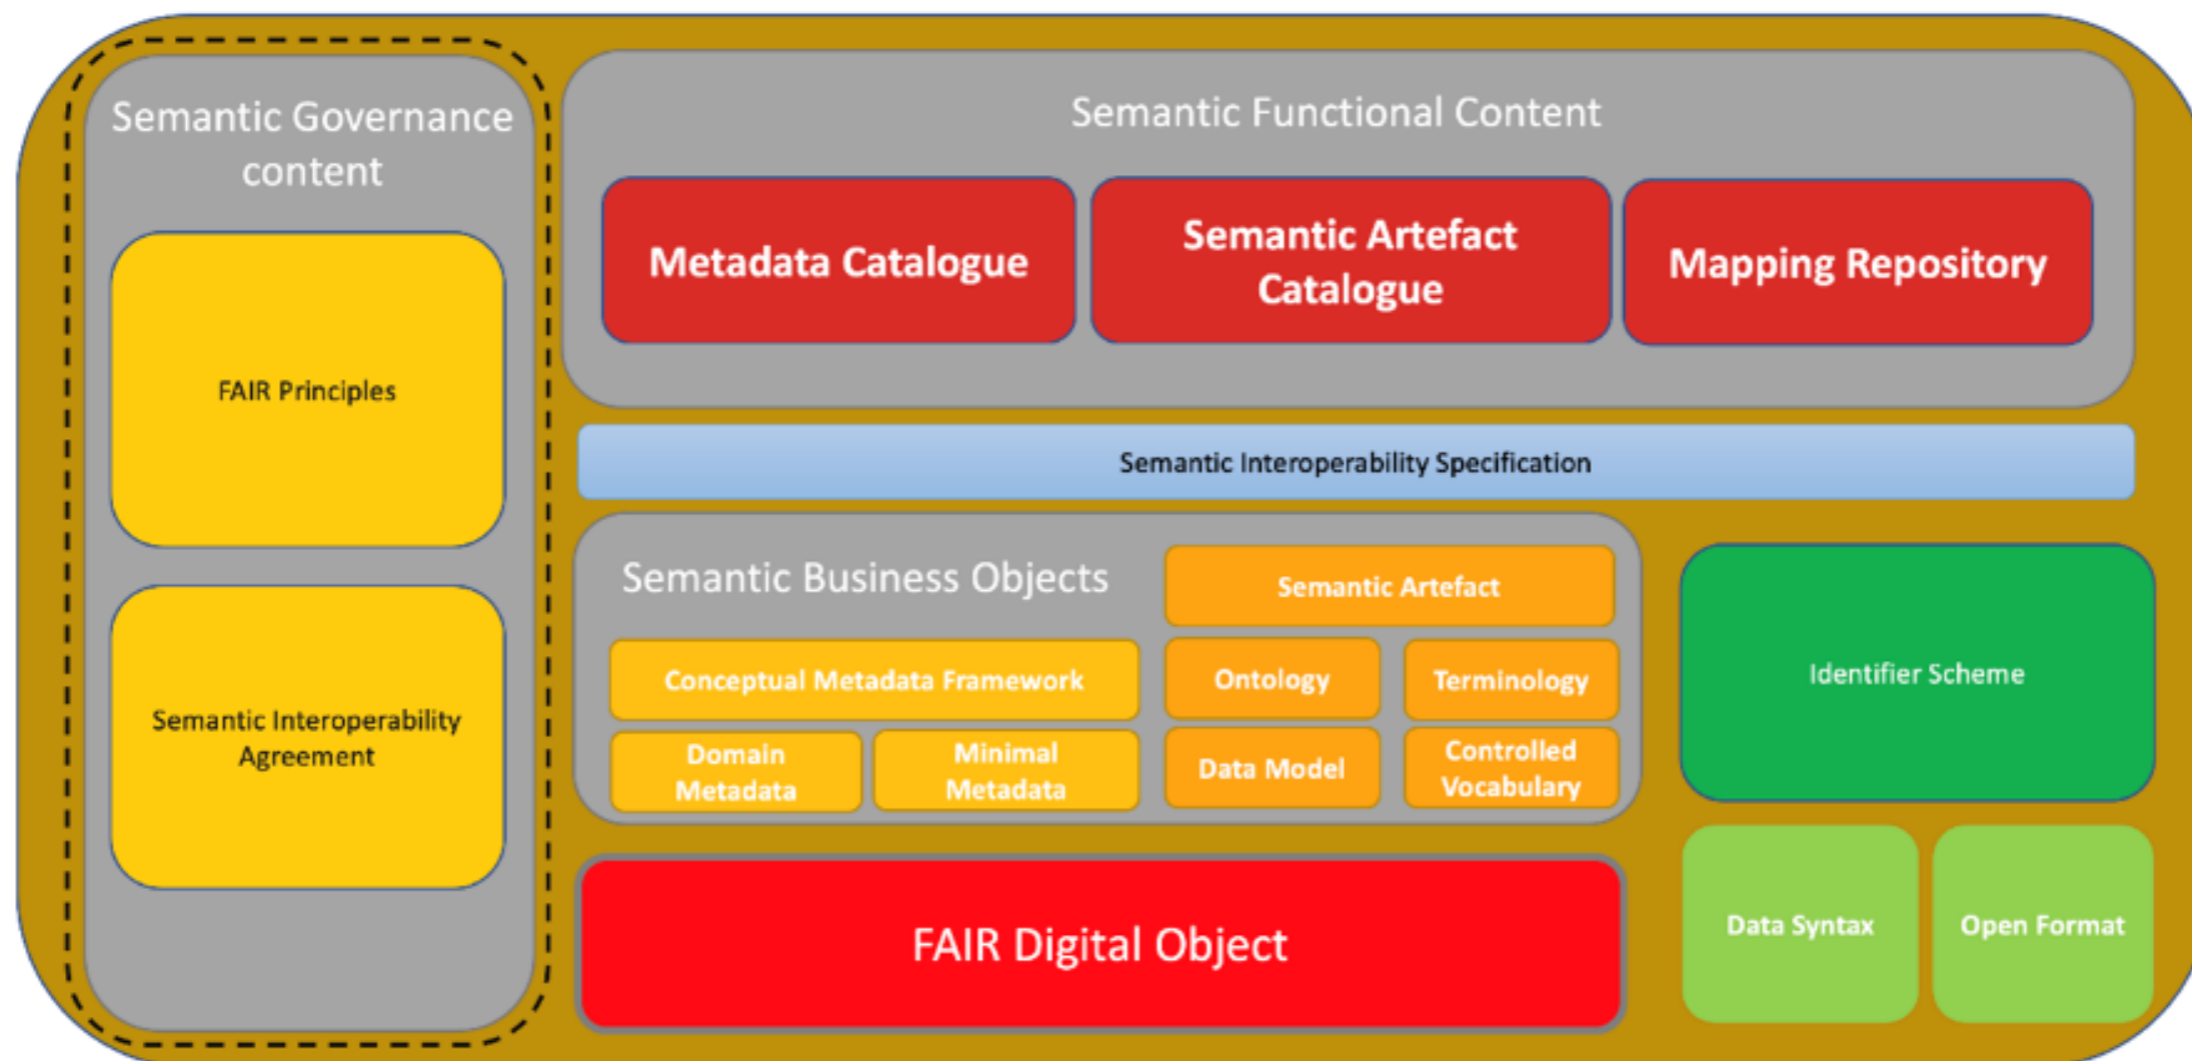 Semantic Governance
content
FAIR Principles
Semantic Interoperability
Agreement
Semantic Functional Content
Metadata Catalogue
Semantic Artefact
Catalogue
Mapping Repository
Semantic Interoperability Specification
Semantic Business Objects
Semantic Artefact
Conceptual Metadata Framework
Ontology
Terminology
Domain
Metadata
Minimal
Metadata
Data Model
Controlled
Vocabulary
Identifier Scheme
FAIR Digital Object
Data Syntax
Open Format